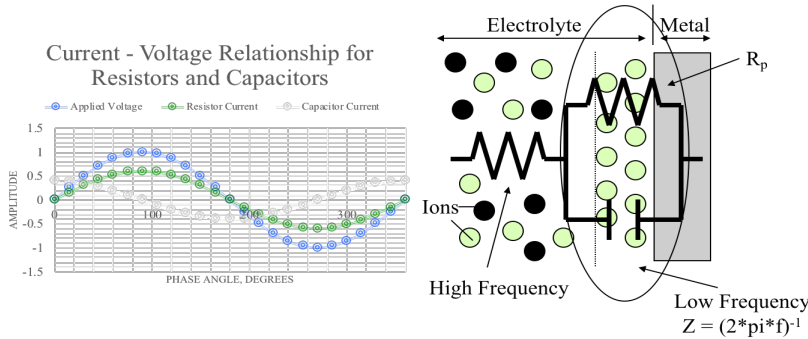 Current - Voltage Relationship for
Resistors and Capacitors
Applied Voltage Resistor Current Capacitor Current
1.5
1
0.5
0
-0.5
-1
-1.5
0 100 200 300
AMPLITUDE
PHASE ANGLE, DEGREES
Electrolyte Metal
Rp
Ions
High Frequency
Low Frequency
Z = (2*pi*f)-1